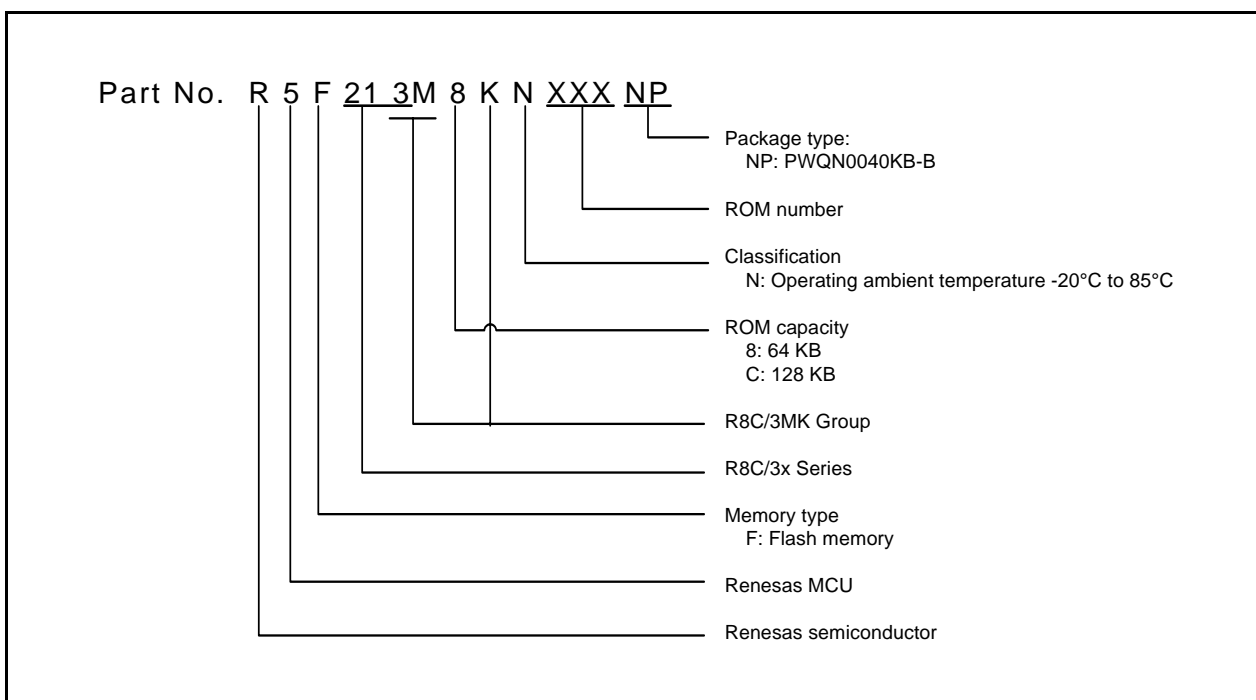 Part No. R 5 F 21 3M 8 K N XXX NP
Package type:
NP: PWQN0040KB-B
ROM number
Classification
N: Operating ambient temperature -20°C to 85°C
ROM capacity
8: 64 KB
C: 128 KB
R8C/3MK Group
R8C/3x Series
Memory type
F: Flash memory
Renesas MCU
Renesas semiconductor